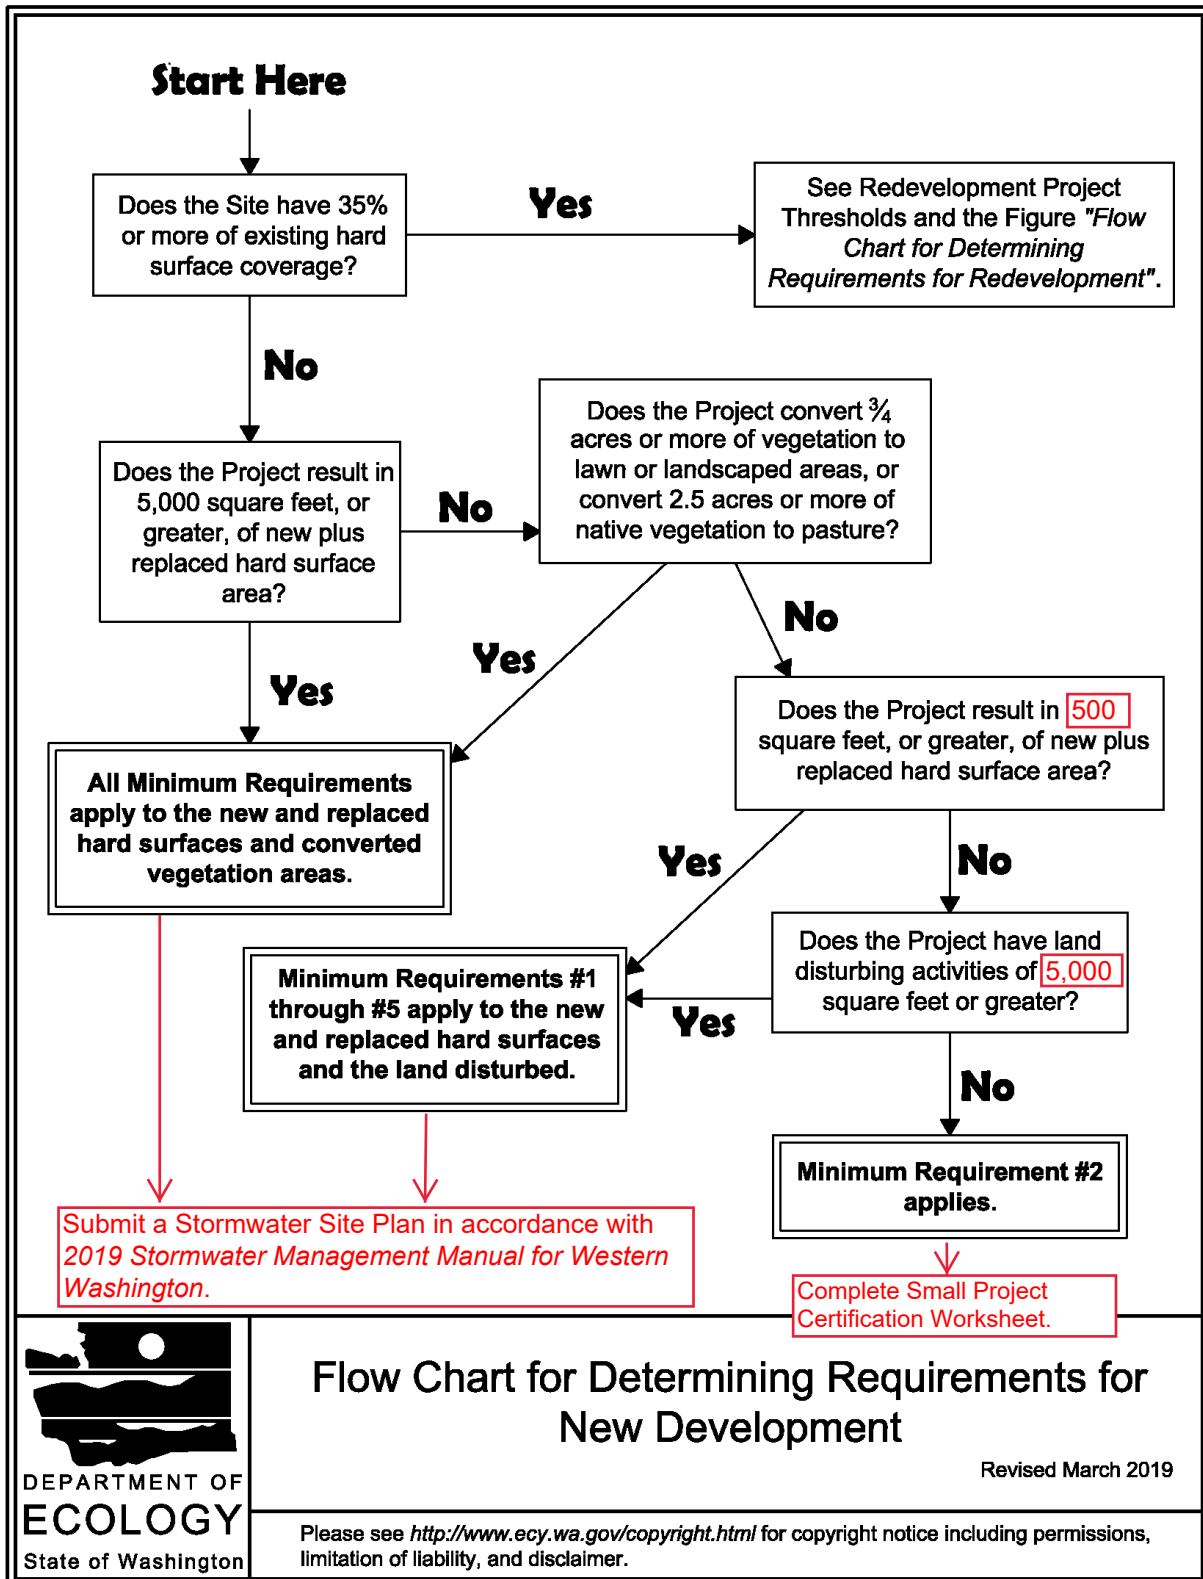 Start Here
Does the Site have 35%
or more of existing hard
surface coverage?
Yes
See Redevelopment Project
Thresholds and the Figure "Flow
Chart for Determining
Requirements for Redevelopment".
No
Does the Project result in
5,000 square feet, or
greater, of new plus
replaced hard surface
area?
No
Does the Project convert ¾
acres or more of vegetation to
lawn or landscaped areas, or
convert 2.5 acres or more of
native vegetation to pasture?
Yes
Yes
No
Does the Project result in 500
square feet, or greater, of new plus
replaced hard surface area?
All Minimum Requirements
apply to the new and replaced
hard surfaces and converted
vegetation areas.
Yes
No
Does the Project have land
disturbing activities of 5,000
square feet or greater?
Minimum Requirements #1
through #5 apply to the new
and replaced hard surfaces
and the land disturbed.
Yes
No
Minimum Requirement #2
applies.
Submit a Stormwater Site Plan in accordance with
2019 Stormwater Management Manual for Western
Washington.
Complete Small Project
Certification Worksheet.
DEPARTMENT OF
ECOLOGY
State of Washington
Flow Chart for Determining Requirements for
New Development
Revised March 2019
Please see http://www.ecy.wa.gov/copyright.html for copyright notice including permissions,
limitation of liability, and disclaimer.